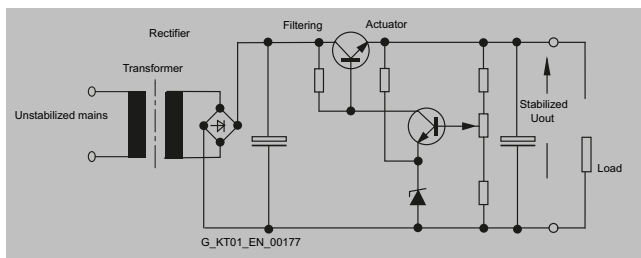 Filtering
Actuator
Rectifier
Transformer
Unstabilized mains
Stabilized
Uout
Load
G_KT01_EN_00177